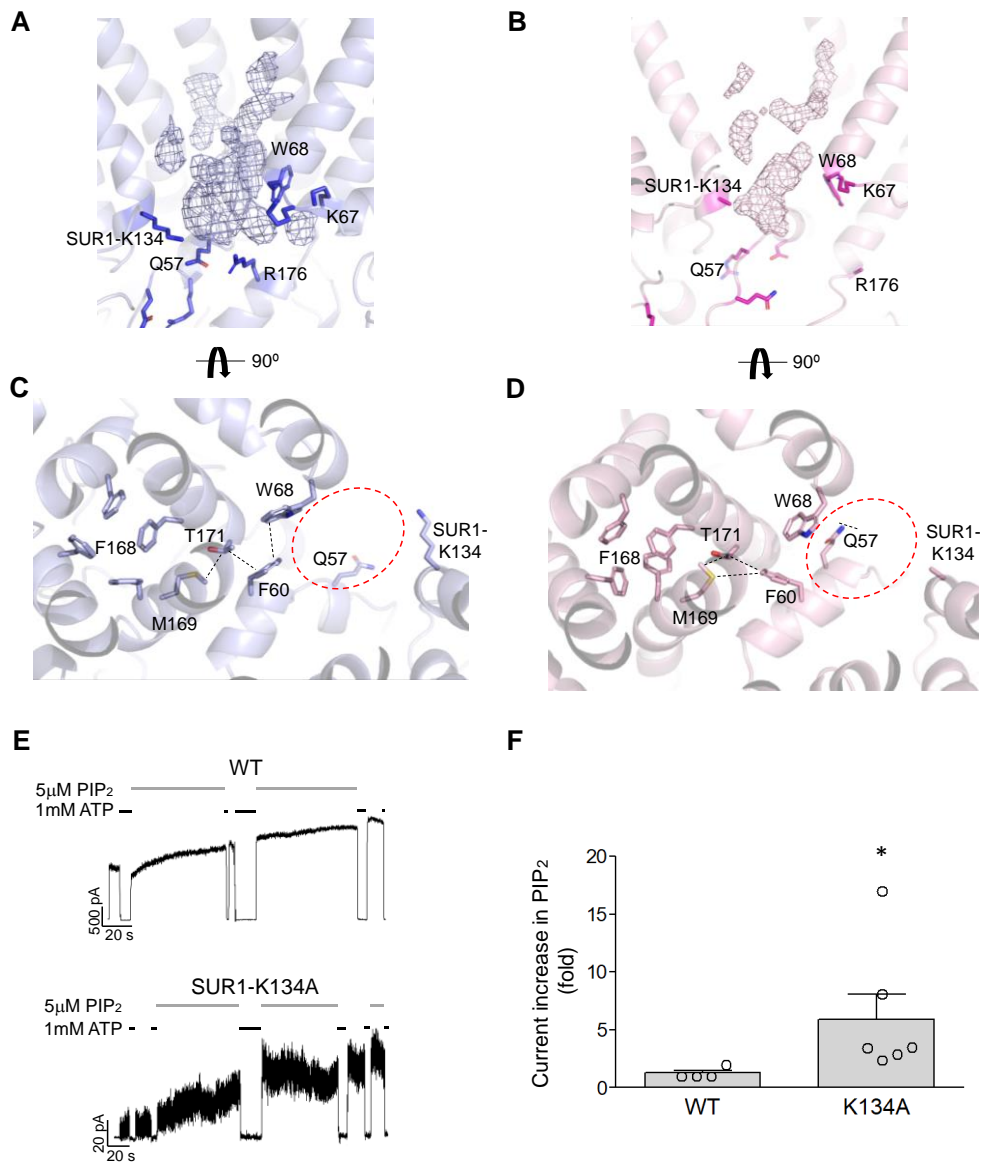 A
B
W68
K67
SUR1-K134
Q57
R176
W68
K67
SUR1-K134
Q57
R176
90º
90º
C
D
W68
T171
F168
Q57
SUR1-
K134
F60
M169
W68
T171
Q57
F168
SUR1-
K134
F60
M169
E
WT
5µM PIP2
1mM ATP
500 pA
20 s
SUR1-K134A
5µM PIP2
1mM ATP
20 pA
20 s
F
Current increase in PIP2
(fold)
20
15
10
5
0
*
WT
K134A